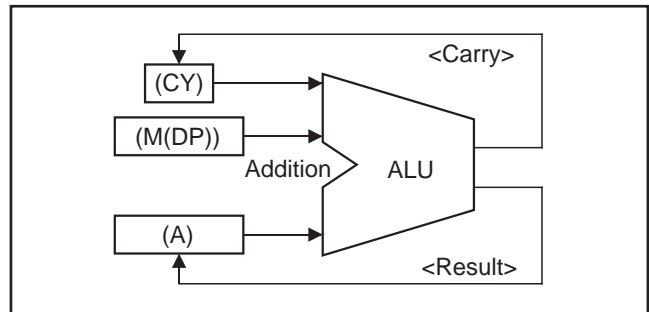 <Carry>
(CY)
(M(DP))
Addition
ALU
(A)
<Result>